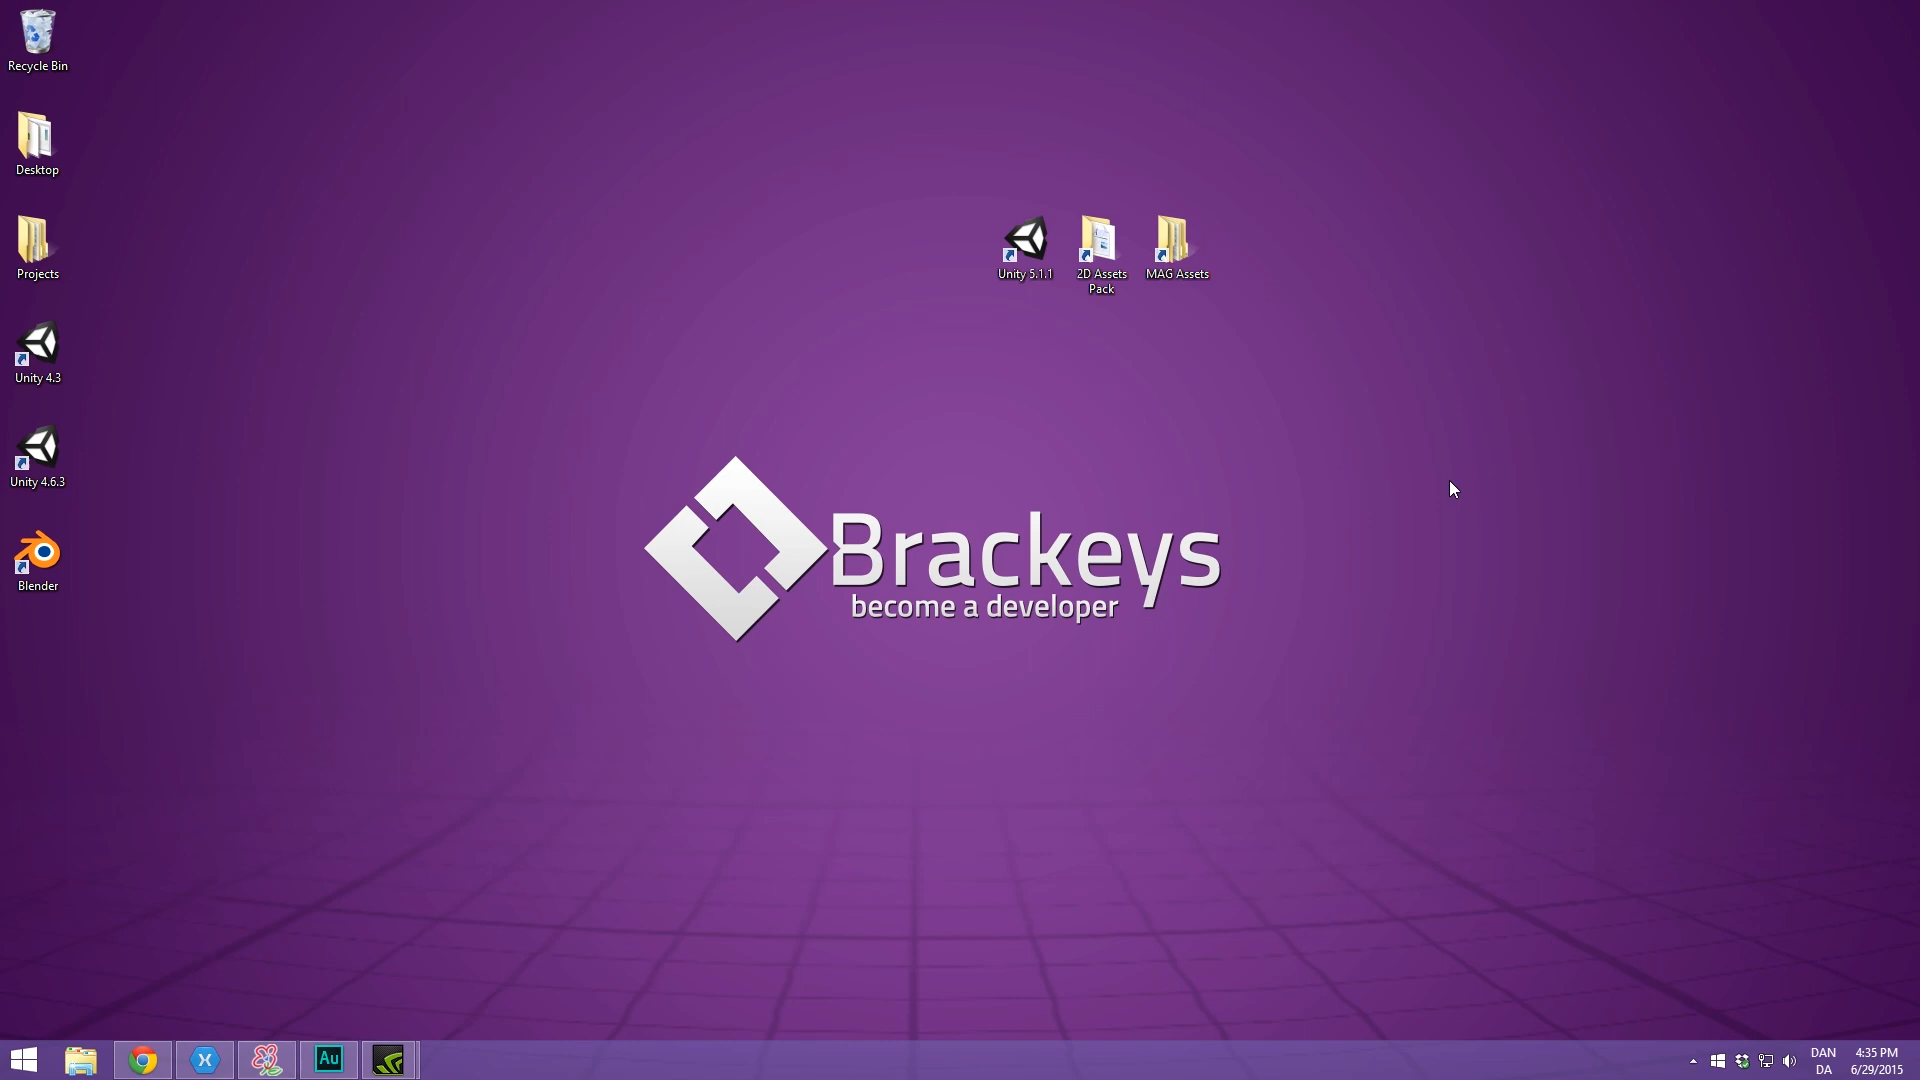 Recycle Bin
Desktop
Projects
Unity 4.3
Unity 4.6.3
Blender
Unity 5.1.1
2D Assets
Pack
MAG Assets
Brackeys
become a developer
Au
DAN
DA
4:35 PM
6/29/2015